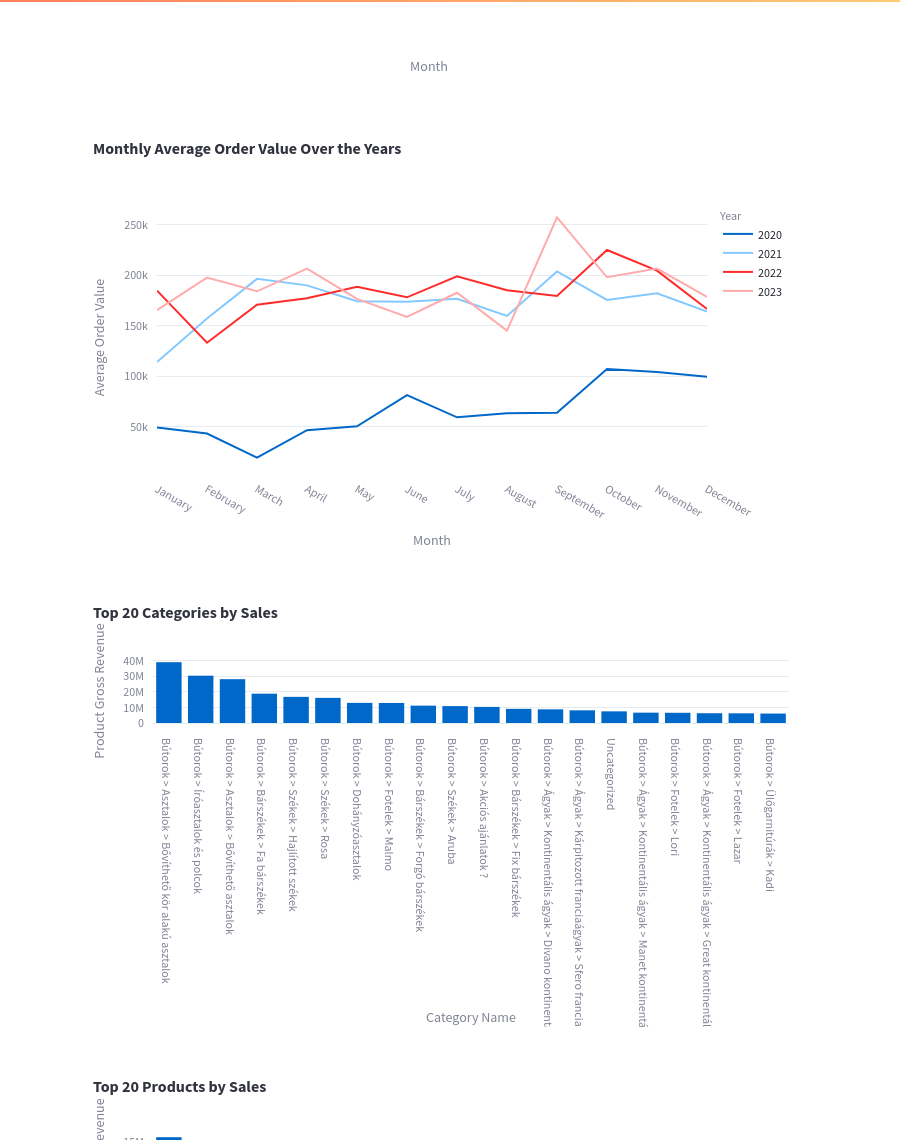 Month
Monthly Average Order Value Over the Years
Year
2020
2021
2022
2023
Average Order Value
250k
200k
150k
100k
50k
January
February
March
April
May
June
July
August
September
October
November
December
Month
Top 20 Categories by Sales
Product Gross Revenue
40M
30M
20M
10M
0
Bútorok > Asztalok > Bővíthető kör alakú asztalok
Bútorok > Íróasztalok és polcok
Bútorok > Asztalok > Bővíthető asztalok
Bútorok > Bárszékek > Fa bárszékek
Bútorok > Székek > Hajlított székek
Bútorok > Székek > Rosa
Bútorok > Dohányzóasztalok
Bútorok > Fotelek > Malmo
Bútorok > Bárszékek > Forgó bárszékek
Bútorok > Székek > Aruba
Bútorok > Akciós ajánlatok ?
Bútorok > Bárszékek > Fix bárszékek
Bútorok > Ágyak > Kontinentális ágyak > Divano kontinent
Bútorok > Ágyak > Kárpitozott franciaágyak > Sfero francia
Uncategorized
Bútorok > Ágyak > Kontinentális ágyak > Manet kontinentá
Bútorok > Fotelek > Lori
Bútorok > Ágyak > Kontinentális ágyak > Great kontinentál
Bútorok > Fotelek > Lazar
Bútorok > Ülőgarnitúrák > Kadi
Category Name
Top 20 Products by Sales